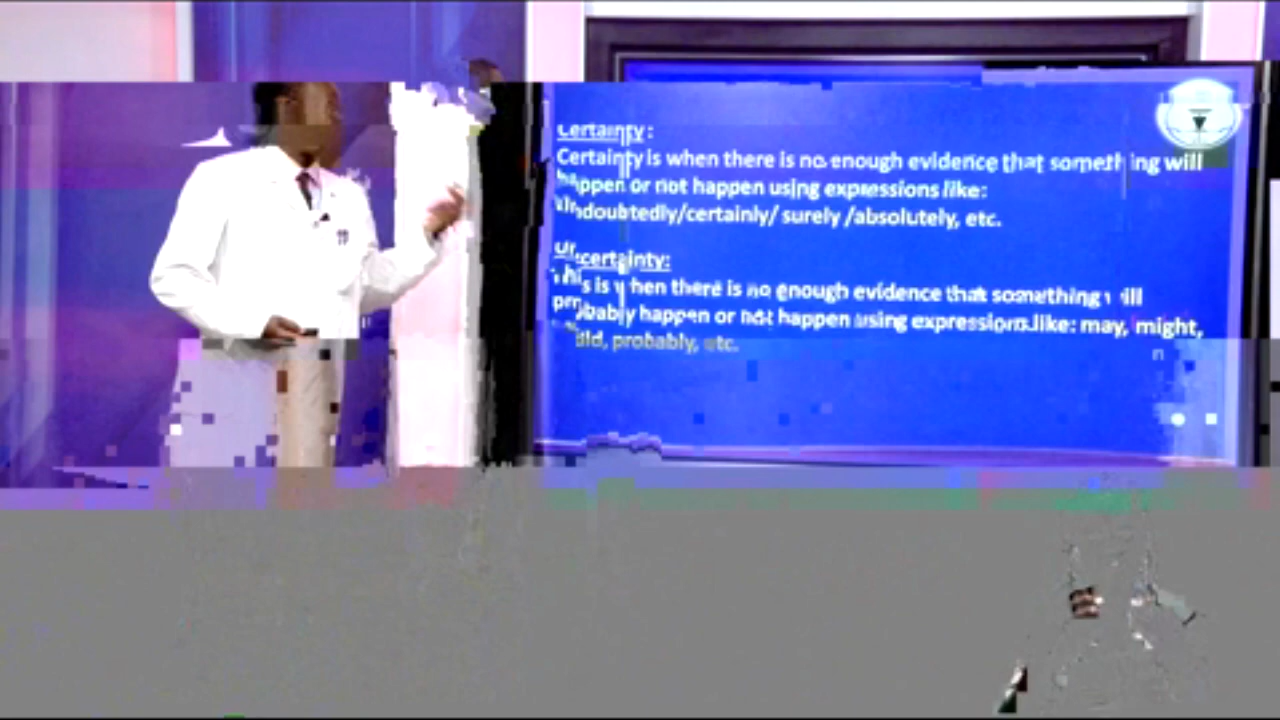 Certainty:
Certainty is when there is no enough evidence that something will
happen or not happen using expressions like:
Undoubtedly/certainly/ surely /absolutely, etc.
Uncertainty:
This is when there is no enough evidence that something will
probably happen or not happen using expressions like: may, might,
probably, etc.